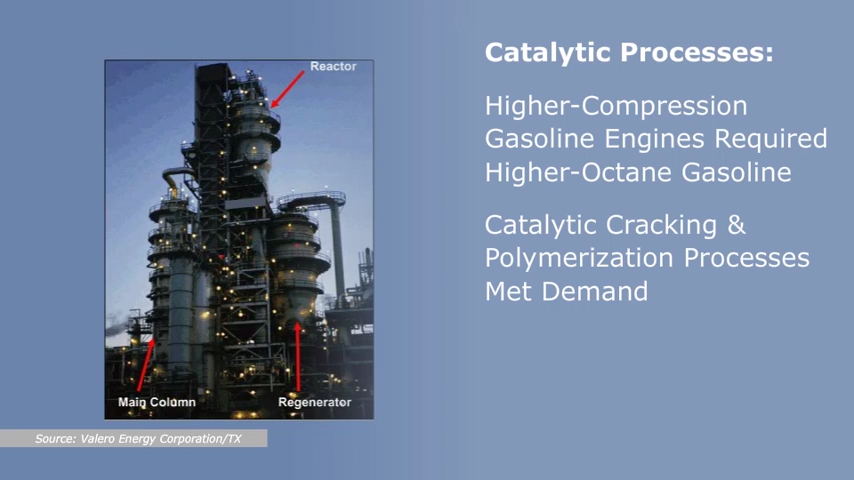 Catalytic Processes:
Higher-Compression
Gasoline Engines Required
Higher-Octane Gasoline
Catalytic Cracking &
Polymerization Processes
Met Demand
Reactor
Main Column
Regenerator
Source: Valero Energy Corporation/TX